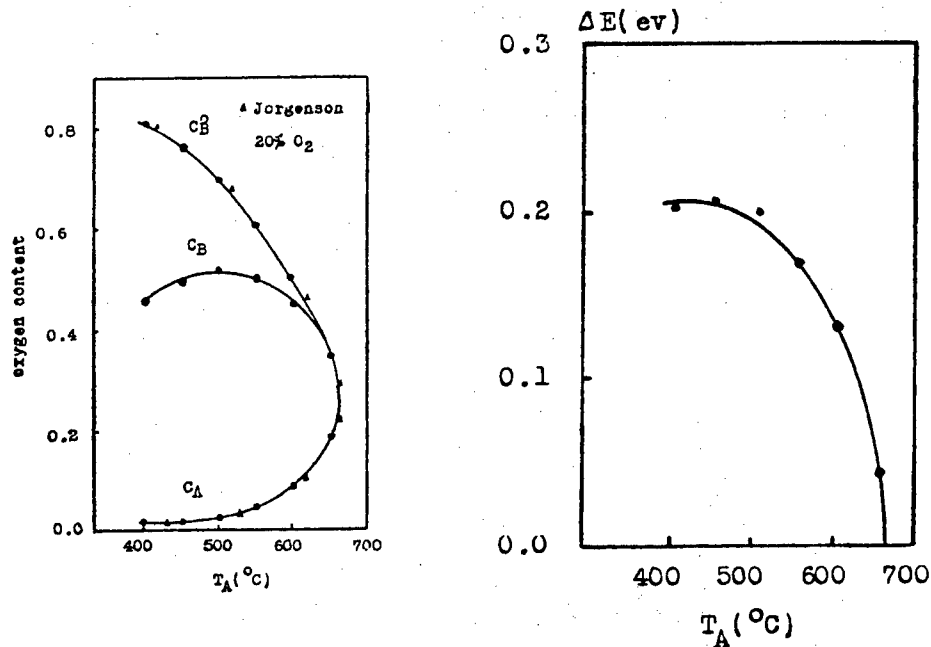 ▲ Jorgenson
20% O₂
C_B^O
C_B
C_A
oxygen content
0.8
0.6
0.4
0.2
0.0
400 500 600 700
T_A(°C)
ΔE(ev)
0.3
0.2
0.1
0.0
400 500 600 700
T_A(°C)